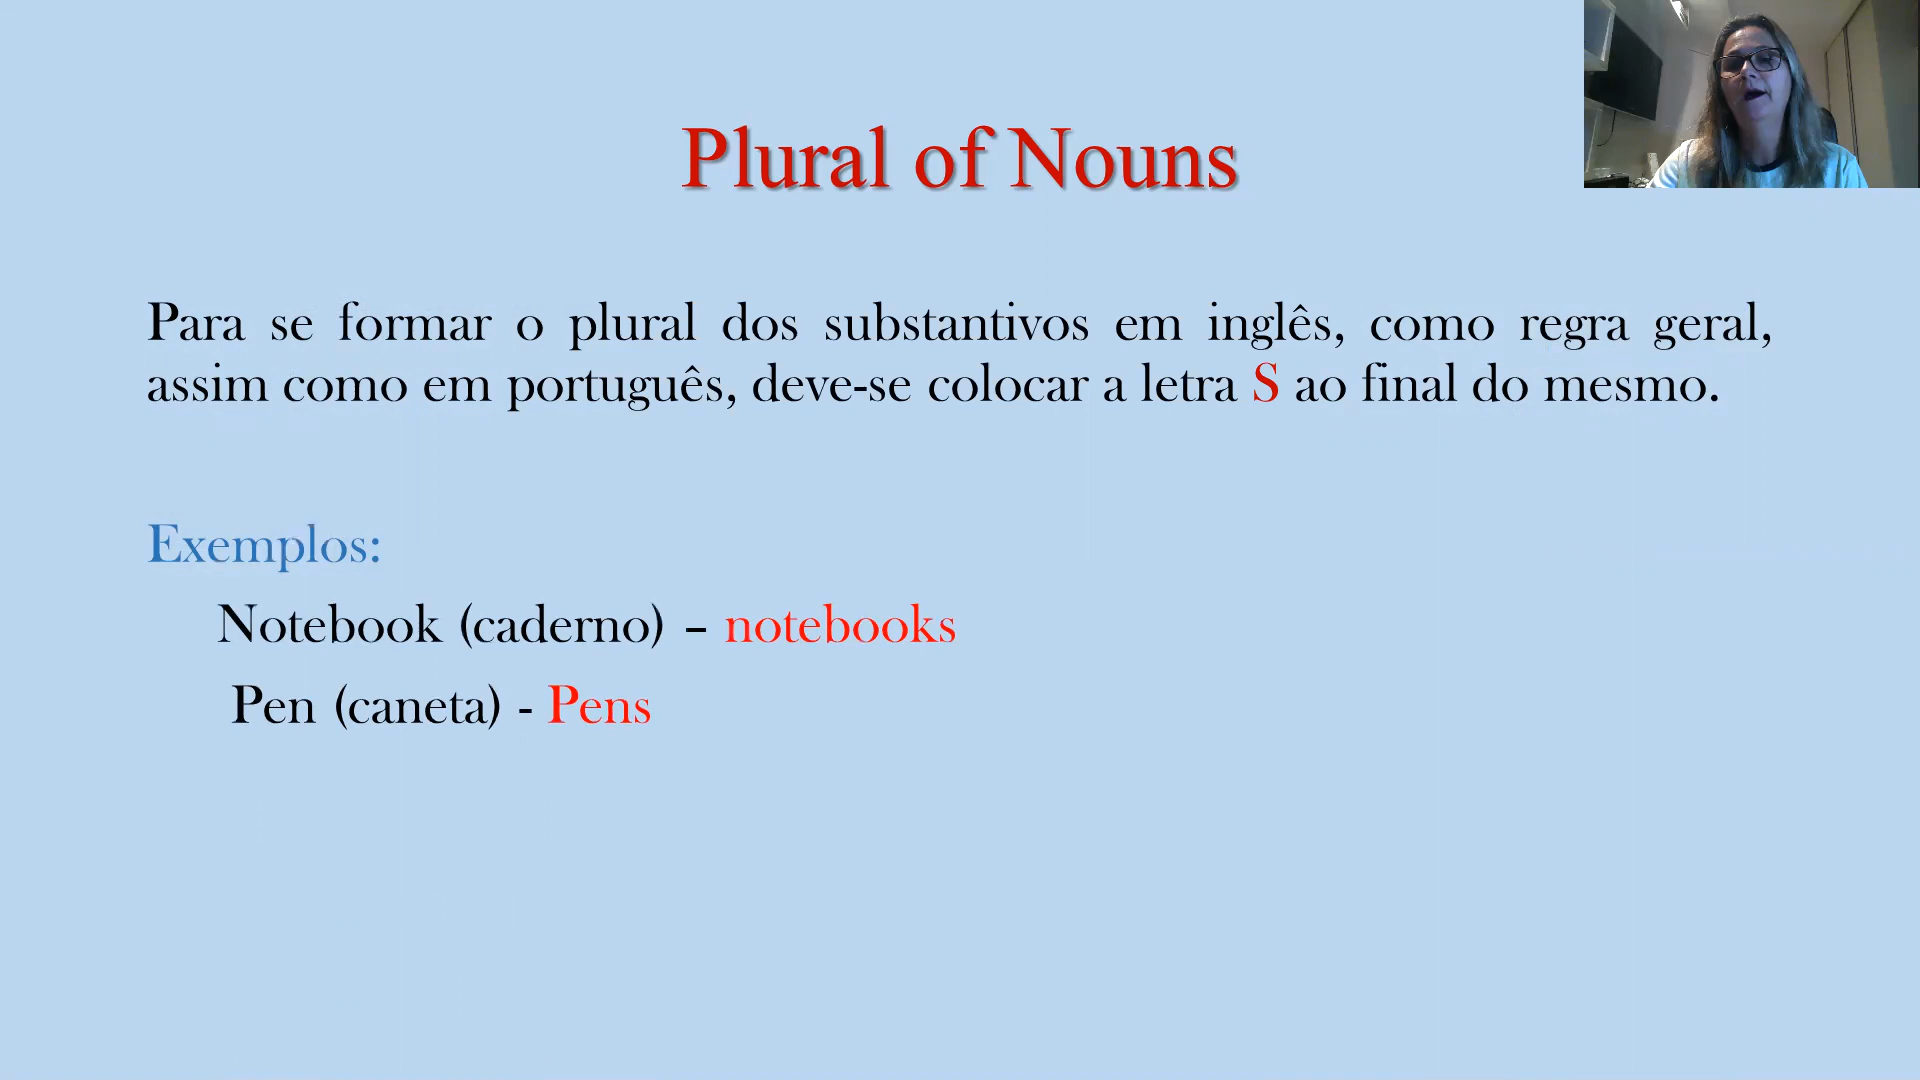 Plural of Nouns
Para se formar o plural dos substantivos em inglês, como regra geral,
assim como em português, deve-se colocar a letra S ao final do mesmo.
Exemplos:
Notebook (caderno) – notebooks
Pen (caneta) - Pens